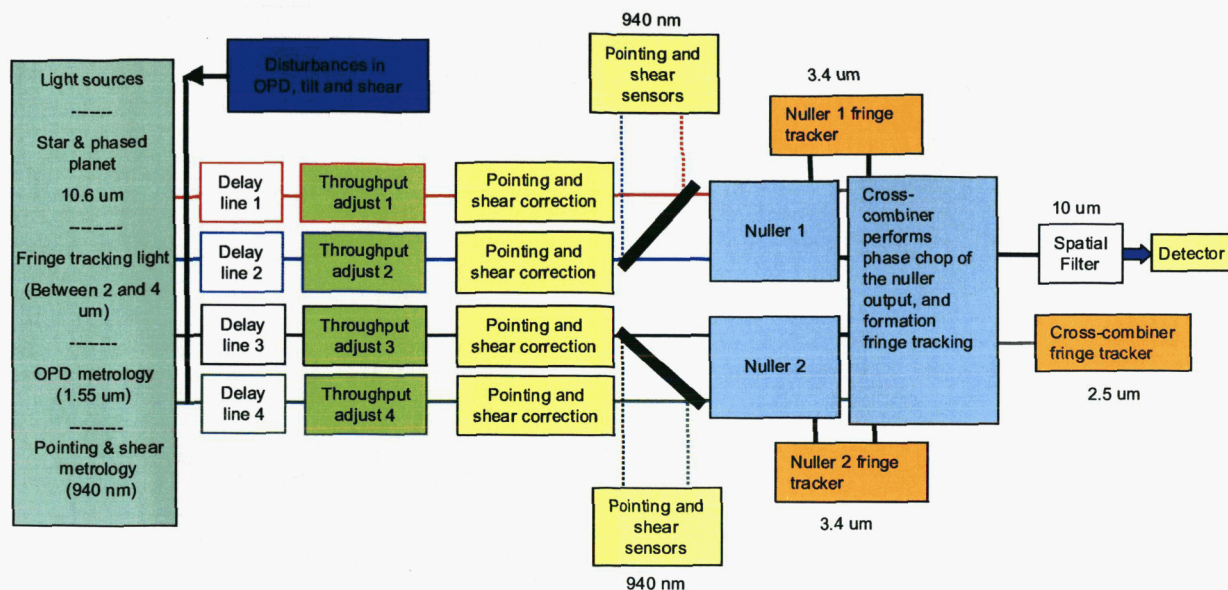 940 nm
Disturbances in
OPD, tilt and shear
Pointing and
shear
sensors
3.4 um
Nuller 1 fringe
tracker
Light sources
------
Star & phased
planet
10.6 um
-------
Fringe tracking light
(Between 2 and 4
um)
-------
OPD metrology
(1.55 um)
-------
Pointing & shear
metrology
(940 nm)
Delay
line 1
Throughput
adjust 1
Pointing and
shear correction
Delay
line 2
Throughput
adjust 2
Pointing and
shear correction
Delay
line 3
Throughput
adjust 3
Pointing and
shear correction
Delay
line 4
Throughput
adjust 4
Pointing and
shear correction
Nuller 1
Nuller 2
Cross-
combiner
performs
phase chop of
the nuller
output, and
formation
fringe tracking
10 um
Spatial
Filter
Detector
Cross-combiner
fringe tracker
2.5 um
Nuller 2 fringe
tracker
3.4 um
Pointing and
shear
sensors
940 nm